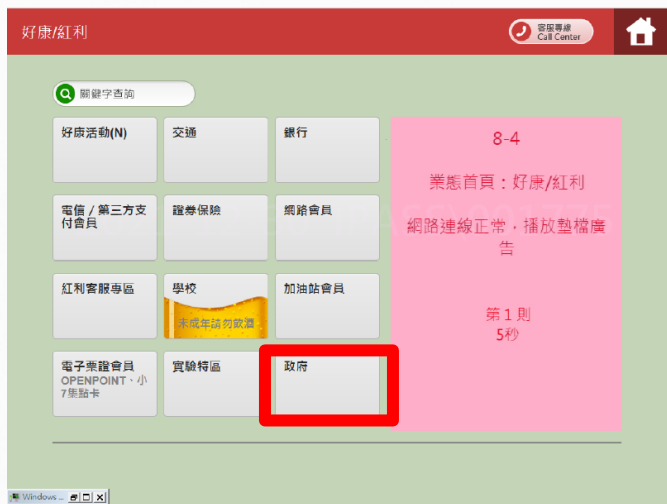 好康/紅利
客服專線
Call Center
關鍵字查詢
好康活動(N)
交通
銀行
電信 / 第三方支
付會員
證券保險
網路會員
紅利客服專區
學校
未成年請勿飲酒
加油站會員
電子票證會員
OPENPOINT、小
7集點卡
實驗特區
政府
8-4
業態首頁：好康/紅利
網路連線正常，播放墊檔廣
告
第1則
5秒
Windows ...